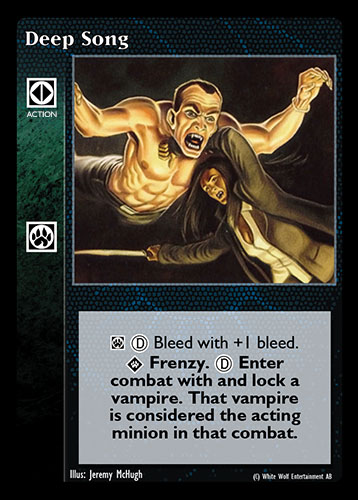 Deep Song
ACTION
Ⓓ Bleed with +1 bleed.
Frenzy. Ⓓ Enter
combat with and lock a
vampire. That vampire
is considered the acting
minion in that combat.
Illus: Jeremy McHugh
(C) White Wolf Entertainment AB